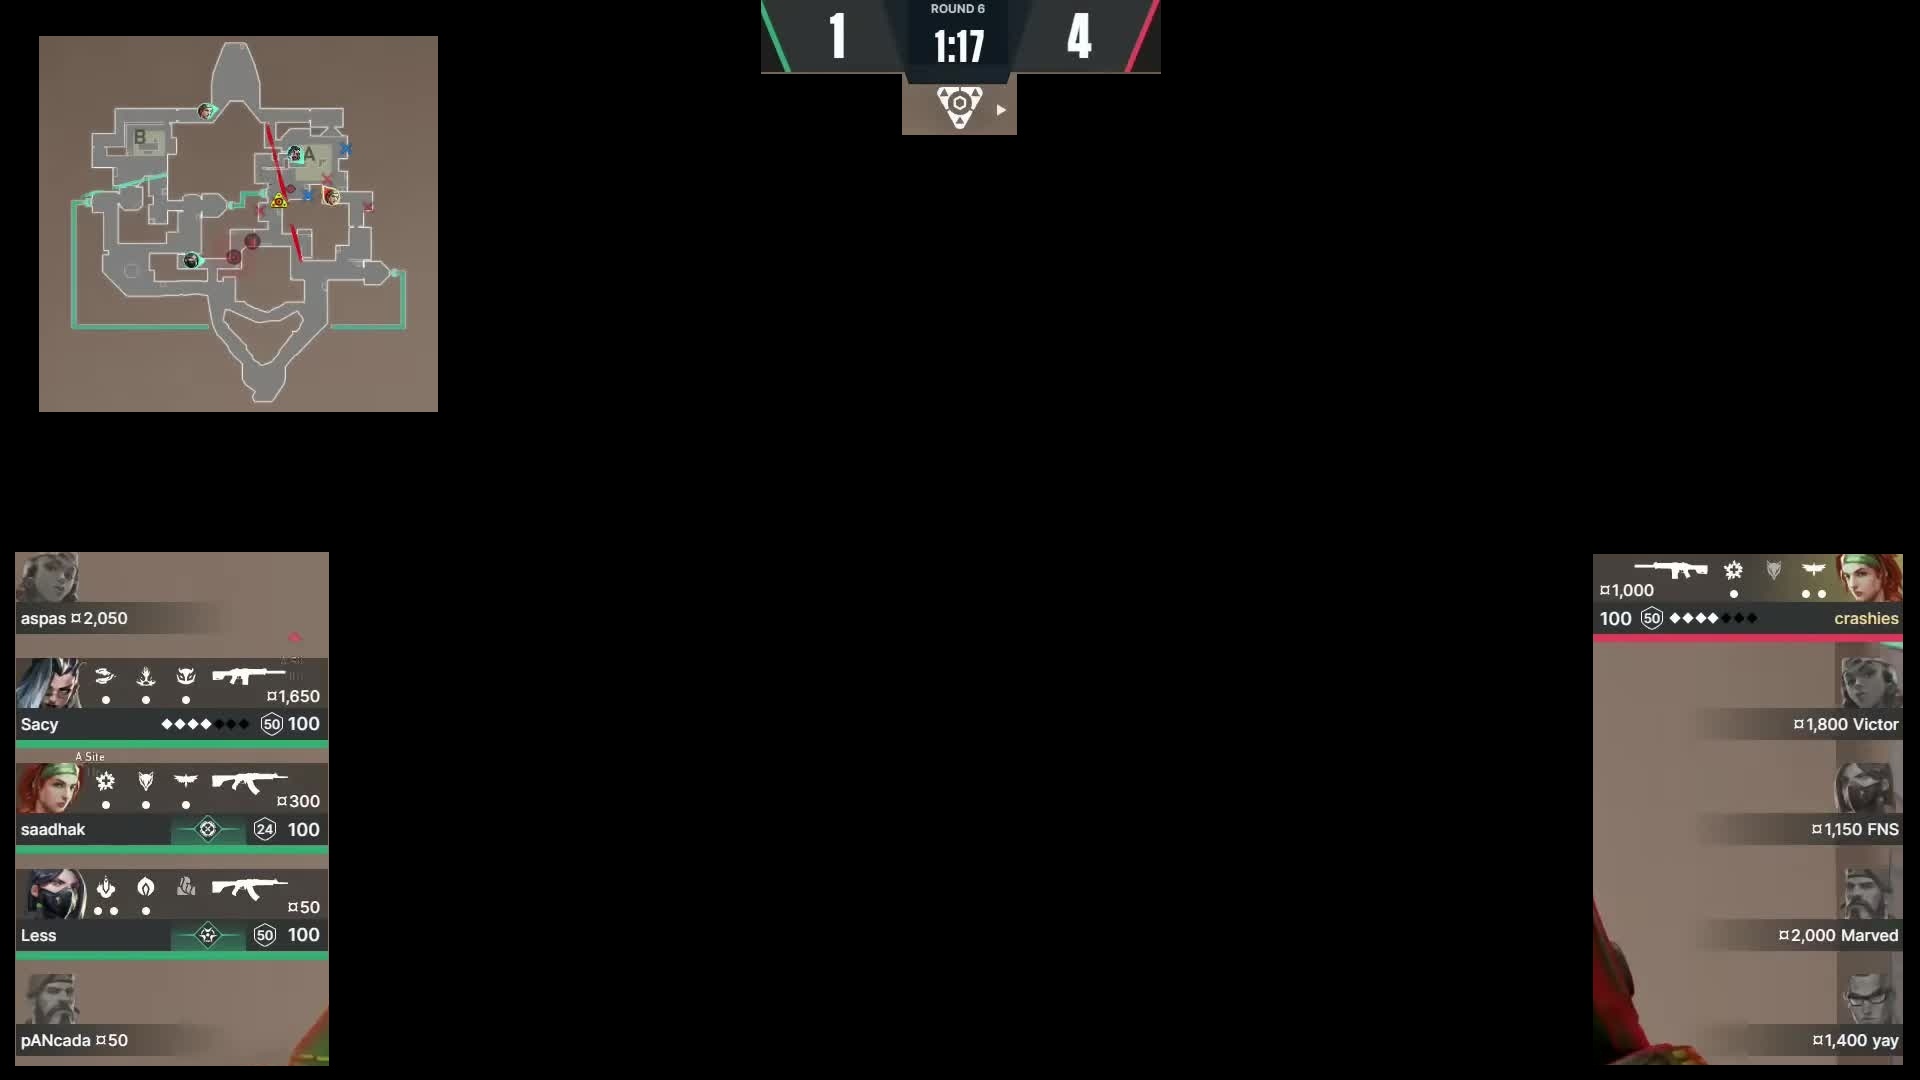 1
ROUND 6
1:17
4
B
A
aspas ¤2,050
¤1,650
Sacy
50 100
A Site
¤300
saadhak
24 100
¤50
Less
50 100
pANcada ¤50
¤1,000
100 50
crashies
¤1,800 Victor
¤1,150 FNS
¤2,000 Marved
¤1,400 yay